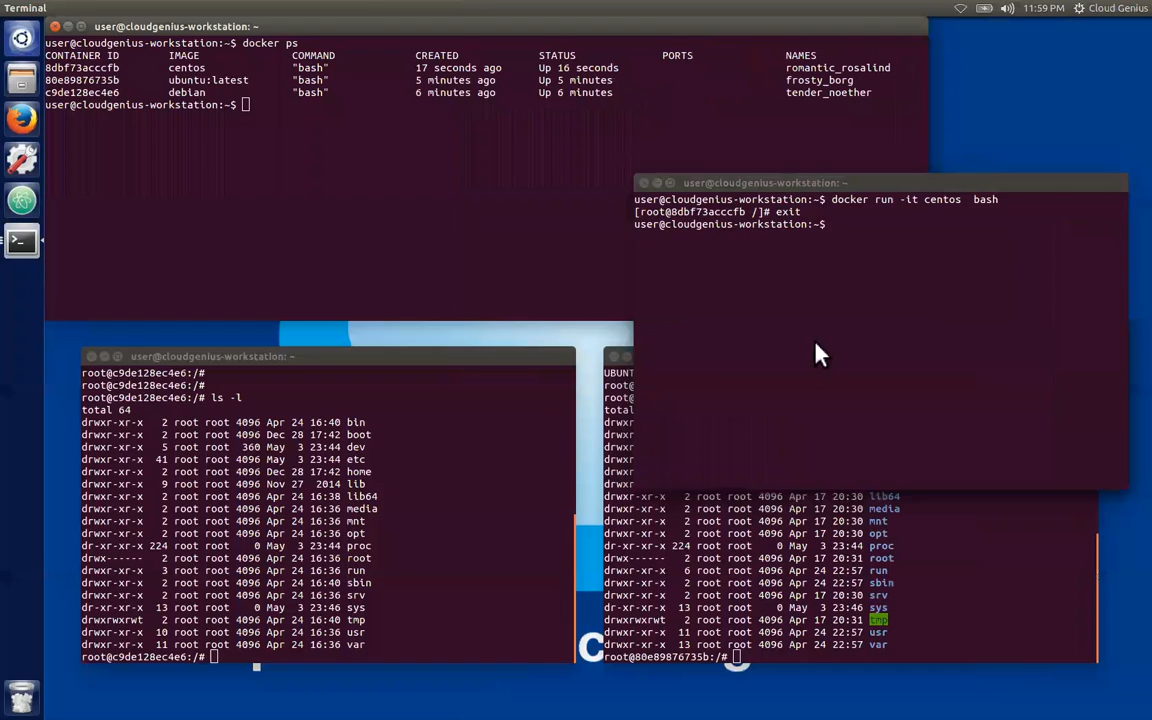 Terminal
11:59 PM
Cloud Genius
user@cloudgenius-workstation: ~
user@cloudgenius-workstation:~$ docker ps
CONTAINER ID IMAGE COMMAND CREATED STATUS PORTS NAMES
8dbf73acccfb centos "bash" 17 seconds ago Up 16 seconds romantic_rosalind
80e89876735b ubuntu:latest "bash" 5 minutes ago Up 5 minutes frosty_borg
c9de128ec4e6 debian "bash" 6 minutes ago Up 6 minutes tender_noether
user@cloudgenius-workstation:~$
user@cloudgenius-workstation: ~
user@cloudgenius-workstation:~$ docker run -it centos  bash
[root@8dbf73acccfb /]# exit
user@cloudgenius-workstation:~$
user@cloudgenius-workstation: ~
root@c9de128ec4e6:/#
root@c9de128ec4e6:/#
root@c9de128ec4e6:/# ls -l
total 64
drwxr-xr-x 2 root root 4096 Apr 24 16:40 bin
drwxr-xr-x 2 root root 4096 Dec 28 17:42 boot
drwxr-xr-x 5 root root 360 May 3 23:44 dev
drwxr-xr-x 41 root root 4096 May 3 23:44 etc
drwxr-xr-x 2 root root 4096 Dec 28 17:42 home
drwxr-xr-x 9 root root 4096 Nov 27 2014 lib
drwxr-xr-x 2 root root 4096 Apr 24 16:38 lib64
drwxr-xr-x 2 root root 4096 Apr 24 16:36 media
drwxr-xr-x 2 root root 4096 Apr 24 16:36 mnt
drwxr-xr-x 2 root root 4096 Apr 24 16:36 opt
dr-xr-xr-x 224 root root 0 May 3 23:44 proc
drwx------ 2 root root 4096 Apr 24 16:36 root
drwxr-xr-x 3 root root 4096 Apr 24 16:36 run
drwxr-xr-x 2 root root 4096 Apr 24 16:40 sbin
drwxr-xr-x 2 root root 4096 Apr 24 16:36 srv
dr-xr-xr-x 13 root root 0 May 3 23:46 sys
drwxrwxrwt 2 root root 4096 Apr 24 16:40 tmp
drwxr-xr-x 10 root root 4096 Apr 24 16:36 usr
drwxr-xr-x 11 root root 4096 Apr 24 16:36 var
root@c9de128ec4e6:/#
UBUNT
root@
root@
root@
total
drwxr
drwxr
drwxr
drwxr
drwxr
drwxr
drwxr-xr-x 2 root root 4096 Apr 17 20:30 lib64
drwxr-xr-x 2 root root 4096 Apr 24 22:57 media
drwxr-xr-x 2 root root 4096 Apr 17 20:30 mnt
drwxr-xr-x 2 root root 4096 Apr 24 22:57 opt
dr-xr-xr-x 224 root root 0 May 3 23:44 proc
drwx------ 2 root root 4096 Apr 17 20:30 root
drwxr-xr-x 6 root root 4096 Apr 24 22:57 run
drwxr-xr-x 2 root root 4096 Apr 24 22:57 sbin
drwxr-xr-x 2 root root 4096 Apr 17 20:30 srv
dr-xr-xr-x 13 root root 0 May 3 23:46 sys
drwxrwxrwt 2 root root 4096 Apr 17 20:31 tmp
drwxr-xr-x 11 root root 4096 Apr 24 22:57 usr
drwxr-xr-x 13 root root 4096 Apr 24 22:57 var
root@80e89876735b:/#